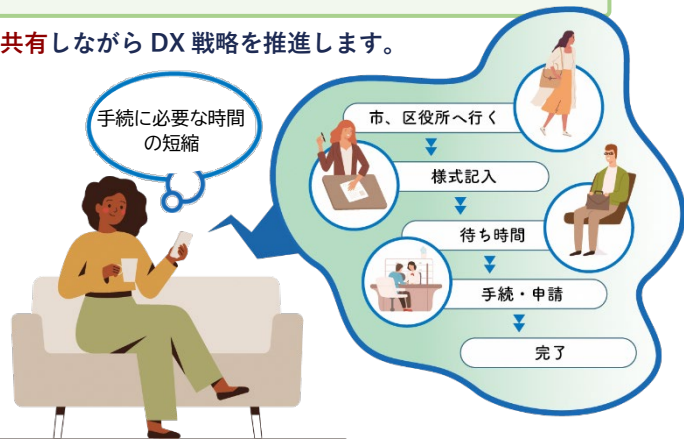 共有しながら DX 戦略を推進します。
手続に必要な時間
の短縮
市、区役所へ行く
様式記入
待ち時間
手続・申請
完了